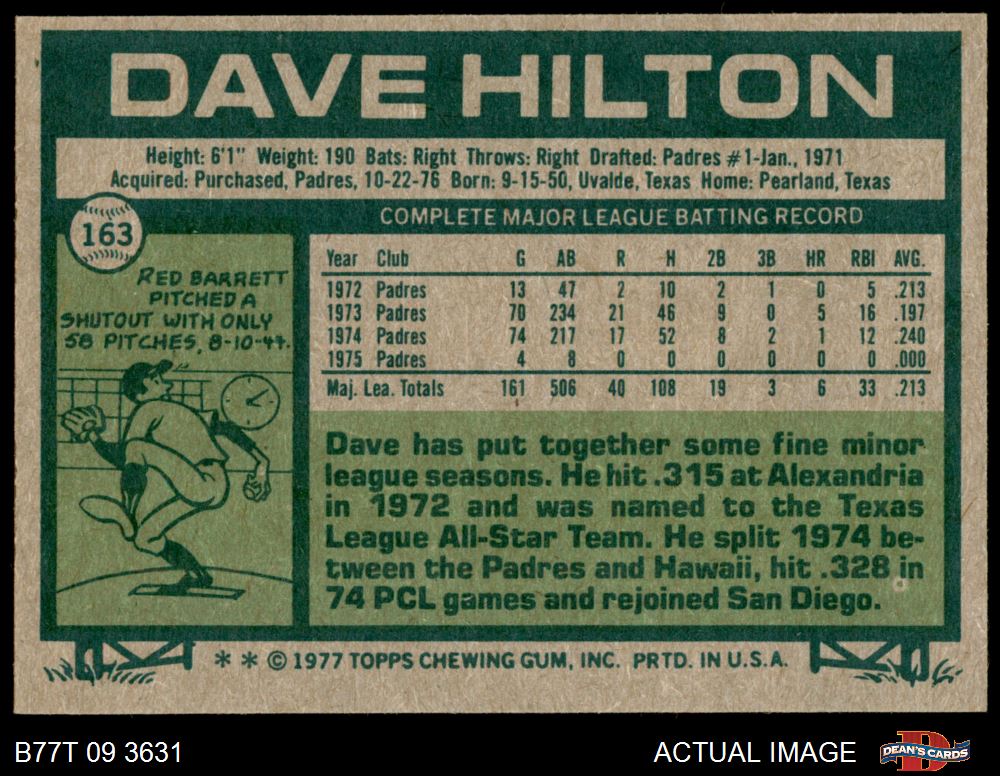 DAVE HILTON
Height: 6'1" Weight: 190 Bats: Right Throws: Right Drafted: Padres #1-Jan., 1971
Acquired: Purchased, Padres, 10-22-76 Born: 9-15-50, Uvalde, Texas Home: Pearland, Texas
163
RED BARRETT
PITCHED A
SHUTOUT WITH ONLY
58 PITCHES, 8-10-44.
COMPLETE MAJOR LEAGUE BATTING RECORD
Year Club G AB R H 2B 3B HR RBI AVG.
1972 Padres 13 47 2 10 2 1 0 5 .213
1973 Padres 70 234 21 46 9 0 5 16 .197
1974 Padres 74 217 17 52 8 2 1 12 .240
1975 Padres 4 8 0 0 0 0 0 0 .000
Maj. Lea. Totals 161 506 40 108 19 3 6 33 .213
Dave has put together some fine minor
league seasons. He hit .315 at Alexandria
in 1972 and was named to the Texas
League All-Star Team. He split 1974 be-
tween the Padres and Hawaii, hit .328 in
74 PCL games and rejoined San Diego.
* * © 1977 TOPPS CHEWING GUM, INC. PRTD. IN U.S.A.
B77T 09 3631
ACTUAL IMAGE
D
DEAN'S CARDS